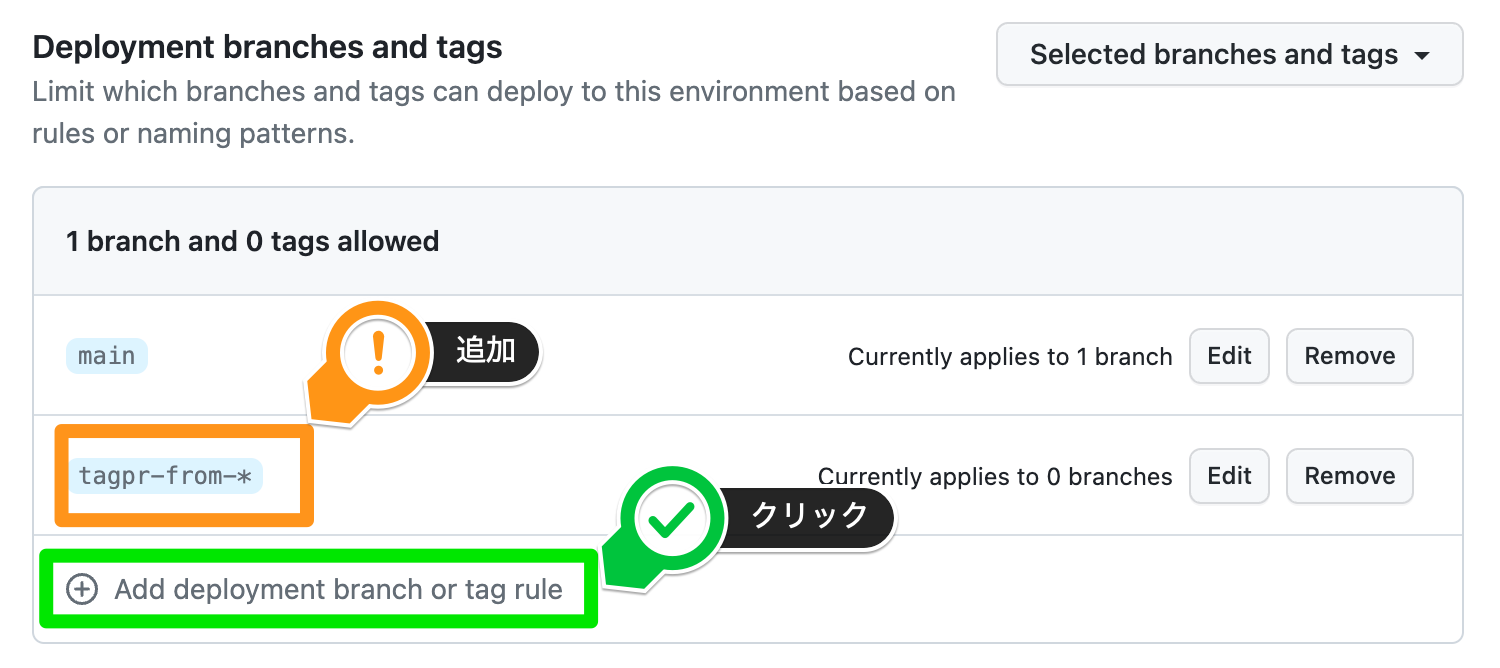 Deployment branches and tags
Selected branches and tags
Limit which branches and tags can deploy to this environment based on
rules or naming patterns.
1 branch and 0 tags allowed
main
追加
Currently applies to 1 branch
Edit
Remove
tagpr-from-*
Currently applies to 0 branches
Edit
Remove
クリック
Add deployment branch or tag rule